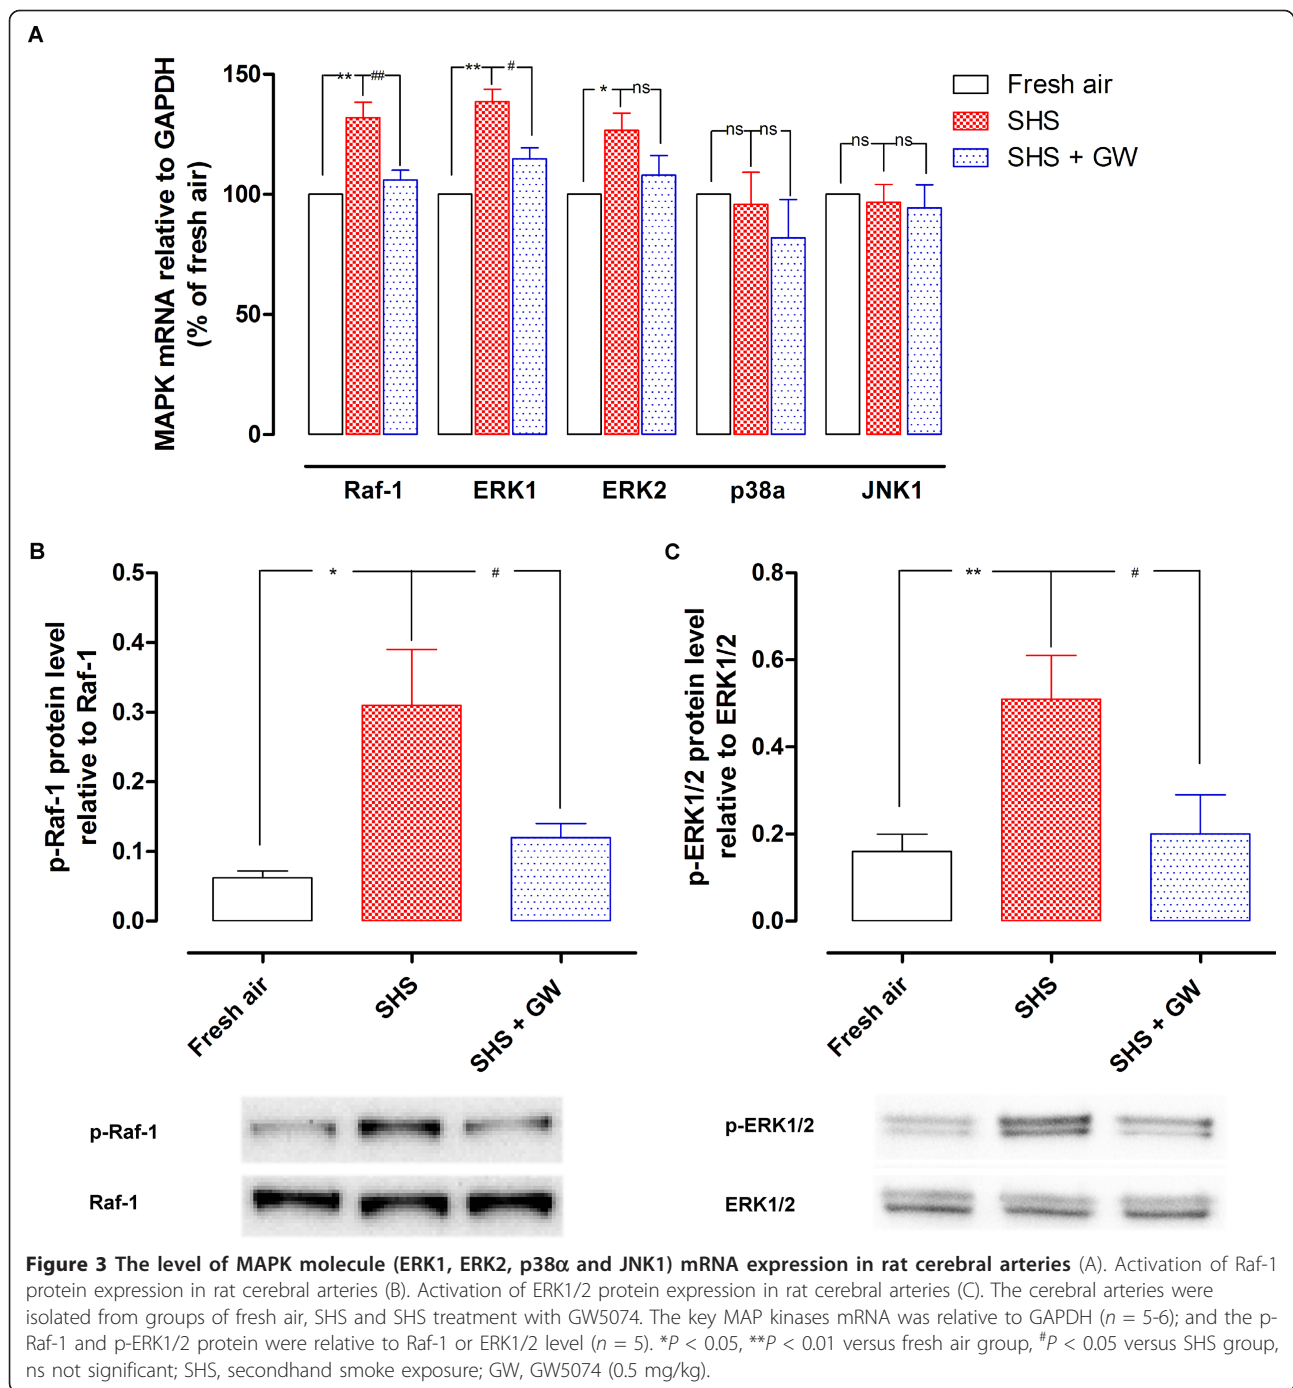 A
MAPK mRNA relative to GAPDH
(% of fresh air)
150
100
50
0
** ## ** # * ns ns ns ns ns
Fresh air
SHS
SHS + GW
Raf-1 ERK1 ERK2 p38a JNK1
B
p-Raf-1 protein level
relative to Raf-1
0.5
0.4
0.3
0.2
0.1
0.0
* #
Fresh air SHS SHS + GW
p-Raf-1
Raf-1
C
p-ERK1/2 protein level
relative to ERK1/2
0.8
0.6
0.4
0.2
0.0
** #
Fresh air SHS SHS + GW
p-ERK1/2
ERK1/2
Figure 3 The level of MAPK molecule (ERK1, ERK2, p38α and JNK1) mRNA expression in rat cerebral arteries (A). Activation of Raf-1
protein expression in rat cerebral arteries (B). Activation of ERK1/2 protein expression in rat cerebral arteries (C). The cerebral arteries were
isolated from groups of fresh air, SHS and SHS treatment with GW5074. The key MAP kinases mRNA was relative to GAPDH (n = 5-6); and the p-
Raf-1 and p-ERK1/2 protein were relative to Raf-1 or ERK1/2 level (n = 5). *P < 0.05, **P < 0.01 versus fresh air group, #P < 0.05 versus SHS group,
ns not significant; SHS, secondhand smoke exposure; GW, GW5074 (0.5 mg/kg).